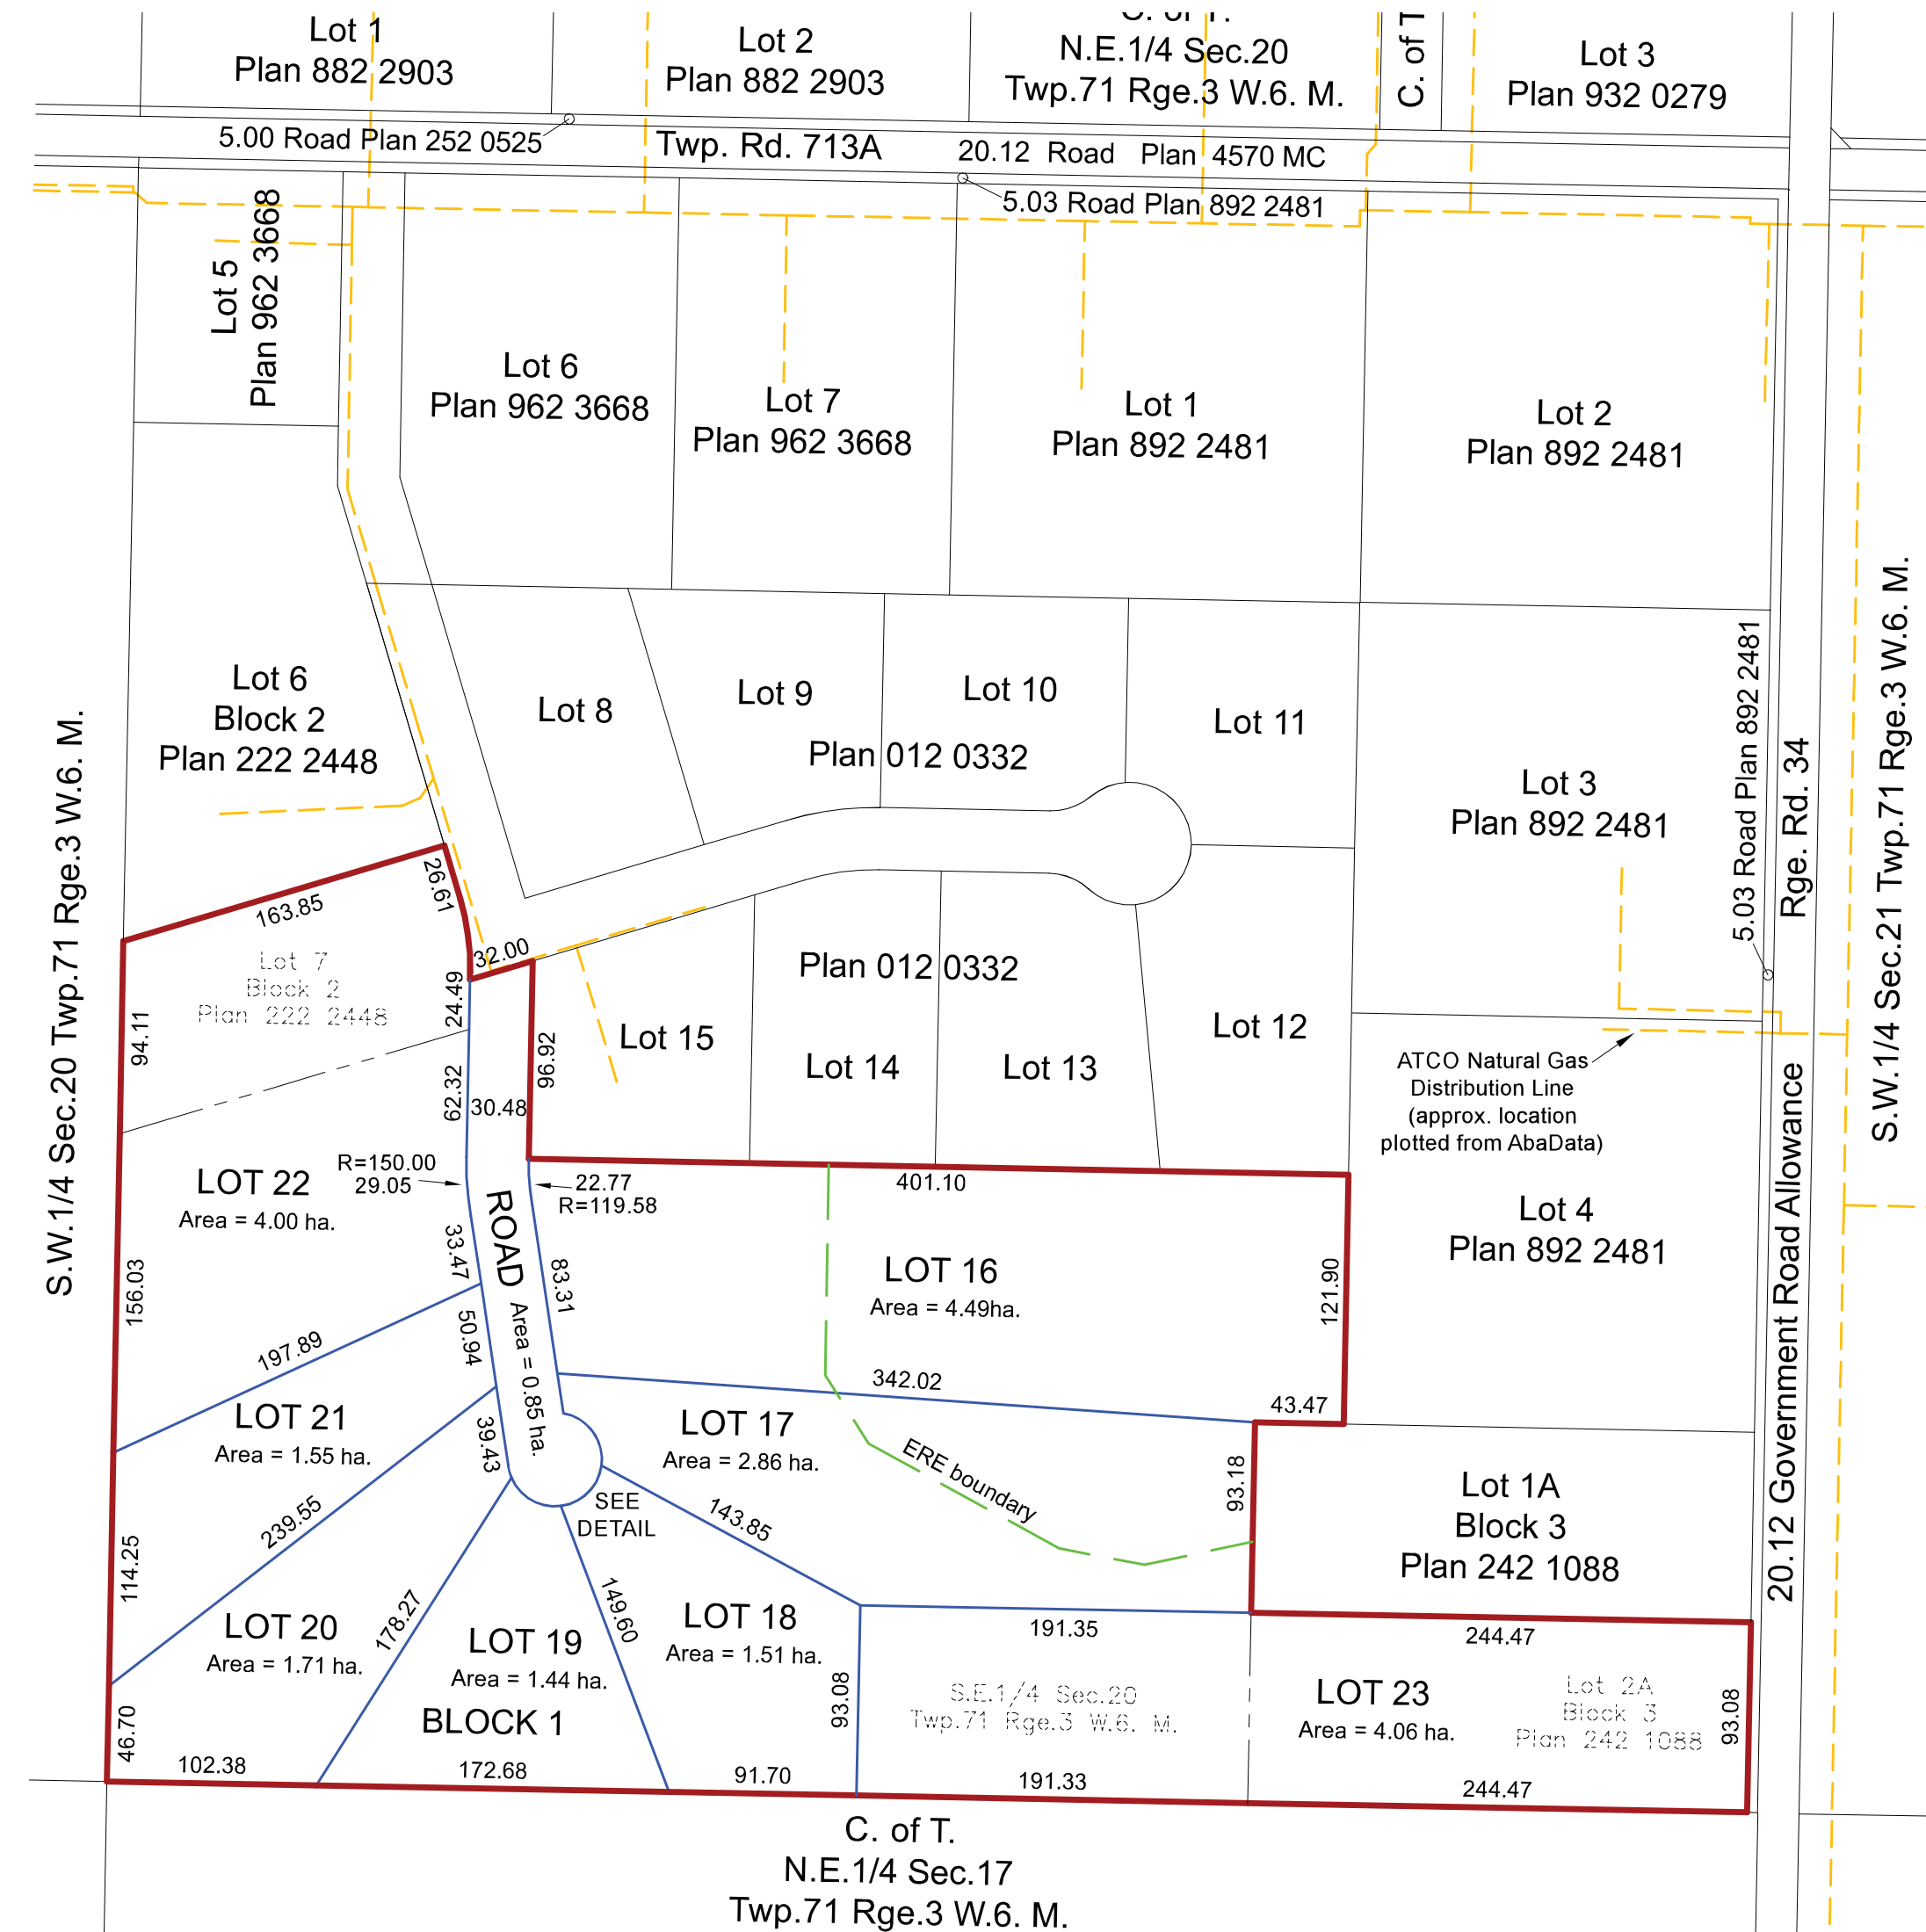 Lot 1
Plan 882 2903
Lot 2
Plan 882 2903
C. of T.
N.E.1/4 Sec.20
Twp.71 Rge.3 W.6. M.
C. of T
Lot 3
Plan 932 0279
5.00 Road Plan 252 0525
Twp. Rd. 713A
20.12 Road Plan 4570 MC
5.03 Road Plan 892 2481
Lot 5
Plan 962 3668
Lot 6
Plan 962 3668
Lot 7
Plan 962 3668
Lot 1
Plan 892 2481
Lot 2
Plan 892 2481
Lot 6
Block 2
Plan 222 2448
Lot 8
Lot 9
Lot 10
Plan 012 0332
Lot 11
Lot 3
Plan 892 2481
5.03 Road Plan 892 2481
Rge. Rd. 34
S.W.1/4 Sec.21 Twp.71 Rge.3 W.6. M.
S.W.1/4 Sec.20 Twp.71 Rge.3 W.6. M.
163.85
26.61
32.00
Lot 7
Block 2
Plan 222 2448
24.49
94.11
62.32
96.92
30.48
Lot 15
Plan 012 0332
Lot 14
Lot 13
Lot 12
ATCO Natural Gas
Distribution Line
(approx. location
plotted from AbaData)
Lot 4
Plan 892 2481
20.12 Government Road Allowance
LOT 22
Area = 4.00 ha.
R=150.00
29.05
22.77
R=119.58
401.10
ROAD Area = 0.85 ha.
33.47
83.31
156.03
LOT 16
Area = 4.49ha.
121.90
197.89
50.94
342.02
43.47
LOT 21
Area = 1.55 ha.
39.43
LOT 17
Area = 2.86 ha.
ERE boundary
93.18
Lot 1A
Block 3
Plan 242 1088
SEE
DETAIL
239.55
143.85
114.25
178.27
149.60
LOT 20
Area = 1.71 ha.
LOT 19
Area = 1.44 ha.
BLOCK 1
LOT 18
Area = 1.51 ha.
93.08
191.35
244.47
S.E.1/4 Sec.20
Twp.71 Rge.3 W.6. M.
LOT 23
Area = 4.06 ha.
Lot 2A
Block 3
Plan 242 1088
93.08
46.70
102.38
172.68
91.70
191.33
244.47
C. of T.
N.E.1/4 Sec.17
Twp.71 Rge.3 W.6. M.